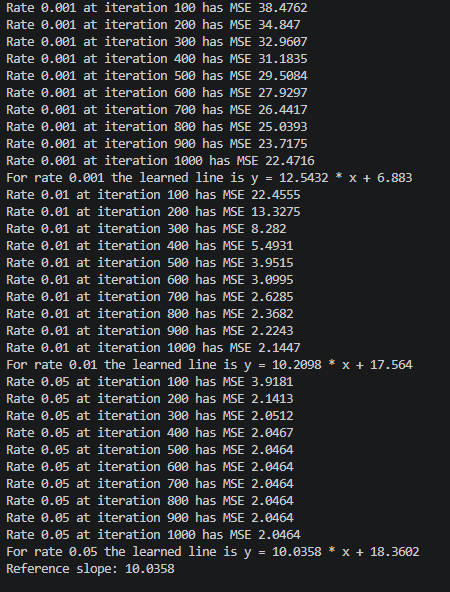 Rate 0.001 at iteration 100 has MSE 38.4762
Rate 0.001 at iteration 200 has MSE 34.847
Rate 0.001 at iteration 300 has MSE 32.9607
Rate 0.001 at iteration 400 has MSE 31.1835
Rate 0.001 at iteration 500 has MSE 29.5084
Rate 0.001 at iteration 600 has MSE 27.9297
Rate 0.001 at iteration 700 has MSE 26.4417
Rate 0.001 at iteration 800 has MSE 25.0393
Rate 0.001 at iteration 900 has MSE 23.7175
Rate 0.001 at iteration 1000 has MSE 22.4716
For rate 0.001 the learned line is y = 12.5432 * x + 6.883
Rate 0.01 at iteration 100 has MSE 22.4555
Rate 0.01 at iteration 200 has MSE 13.3275
Rate 0.01 at iteration 300 has MSE 8.282
Rate 0.01 at iteration 400 has MSE 5.4931
Rate 0.01 at iteration 500 has MSE 3.9515
Rate 0.01 at iteration 600 has MSE 3.0995
Rate 0.01 at iteration 700 has MSE 2.6285
Rate 0.01 at iteration 800 has MSE 2.3682
Rate 0.01 at iteration 900 has MSE 2.2243
Rate 0.01 at iteration 1000 has MSE 2.1447
For rate 0.01 the learned line is y = 10.2098 * x + 17.564
Rate 0.05 at iteration 100 has MSE 3.9181
Rate 0.05 at iteration 200 has MSE 2.1413
Rate 0.05 at iteration 300 has MSE 2.0512
Rate 0.05 at iteration 400 has MSE 2.0467
Rate 0.05 at iteration 500 has MSE 2.0464
Rate 0.05 at iteration 600 has MSE 2.0464
Rate 0.05 at iteration 700 has MSE 2.0464
Rate 0.05 at iteration 800 has MSE 2.0464
Rate 0.05 at iteration 900 has MSE 2.0464
Rate 0.05 at iteration 1000 has MSE 2.0464
For rate 0.05 the learned line is y = 10.0358 * x + 18.3602
Reference slope: 10.0358